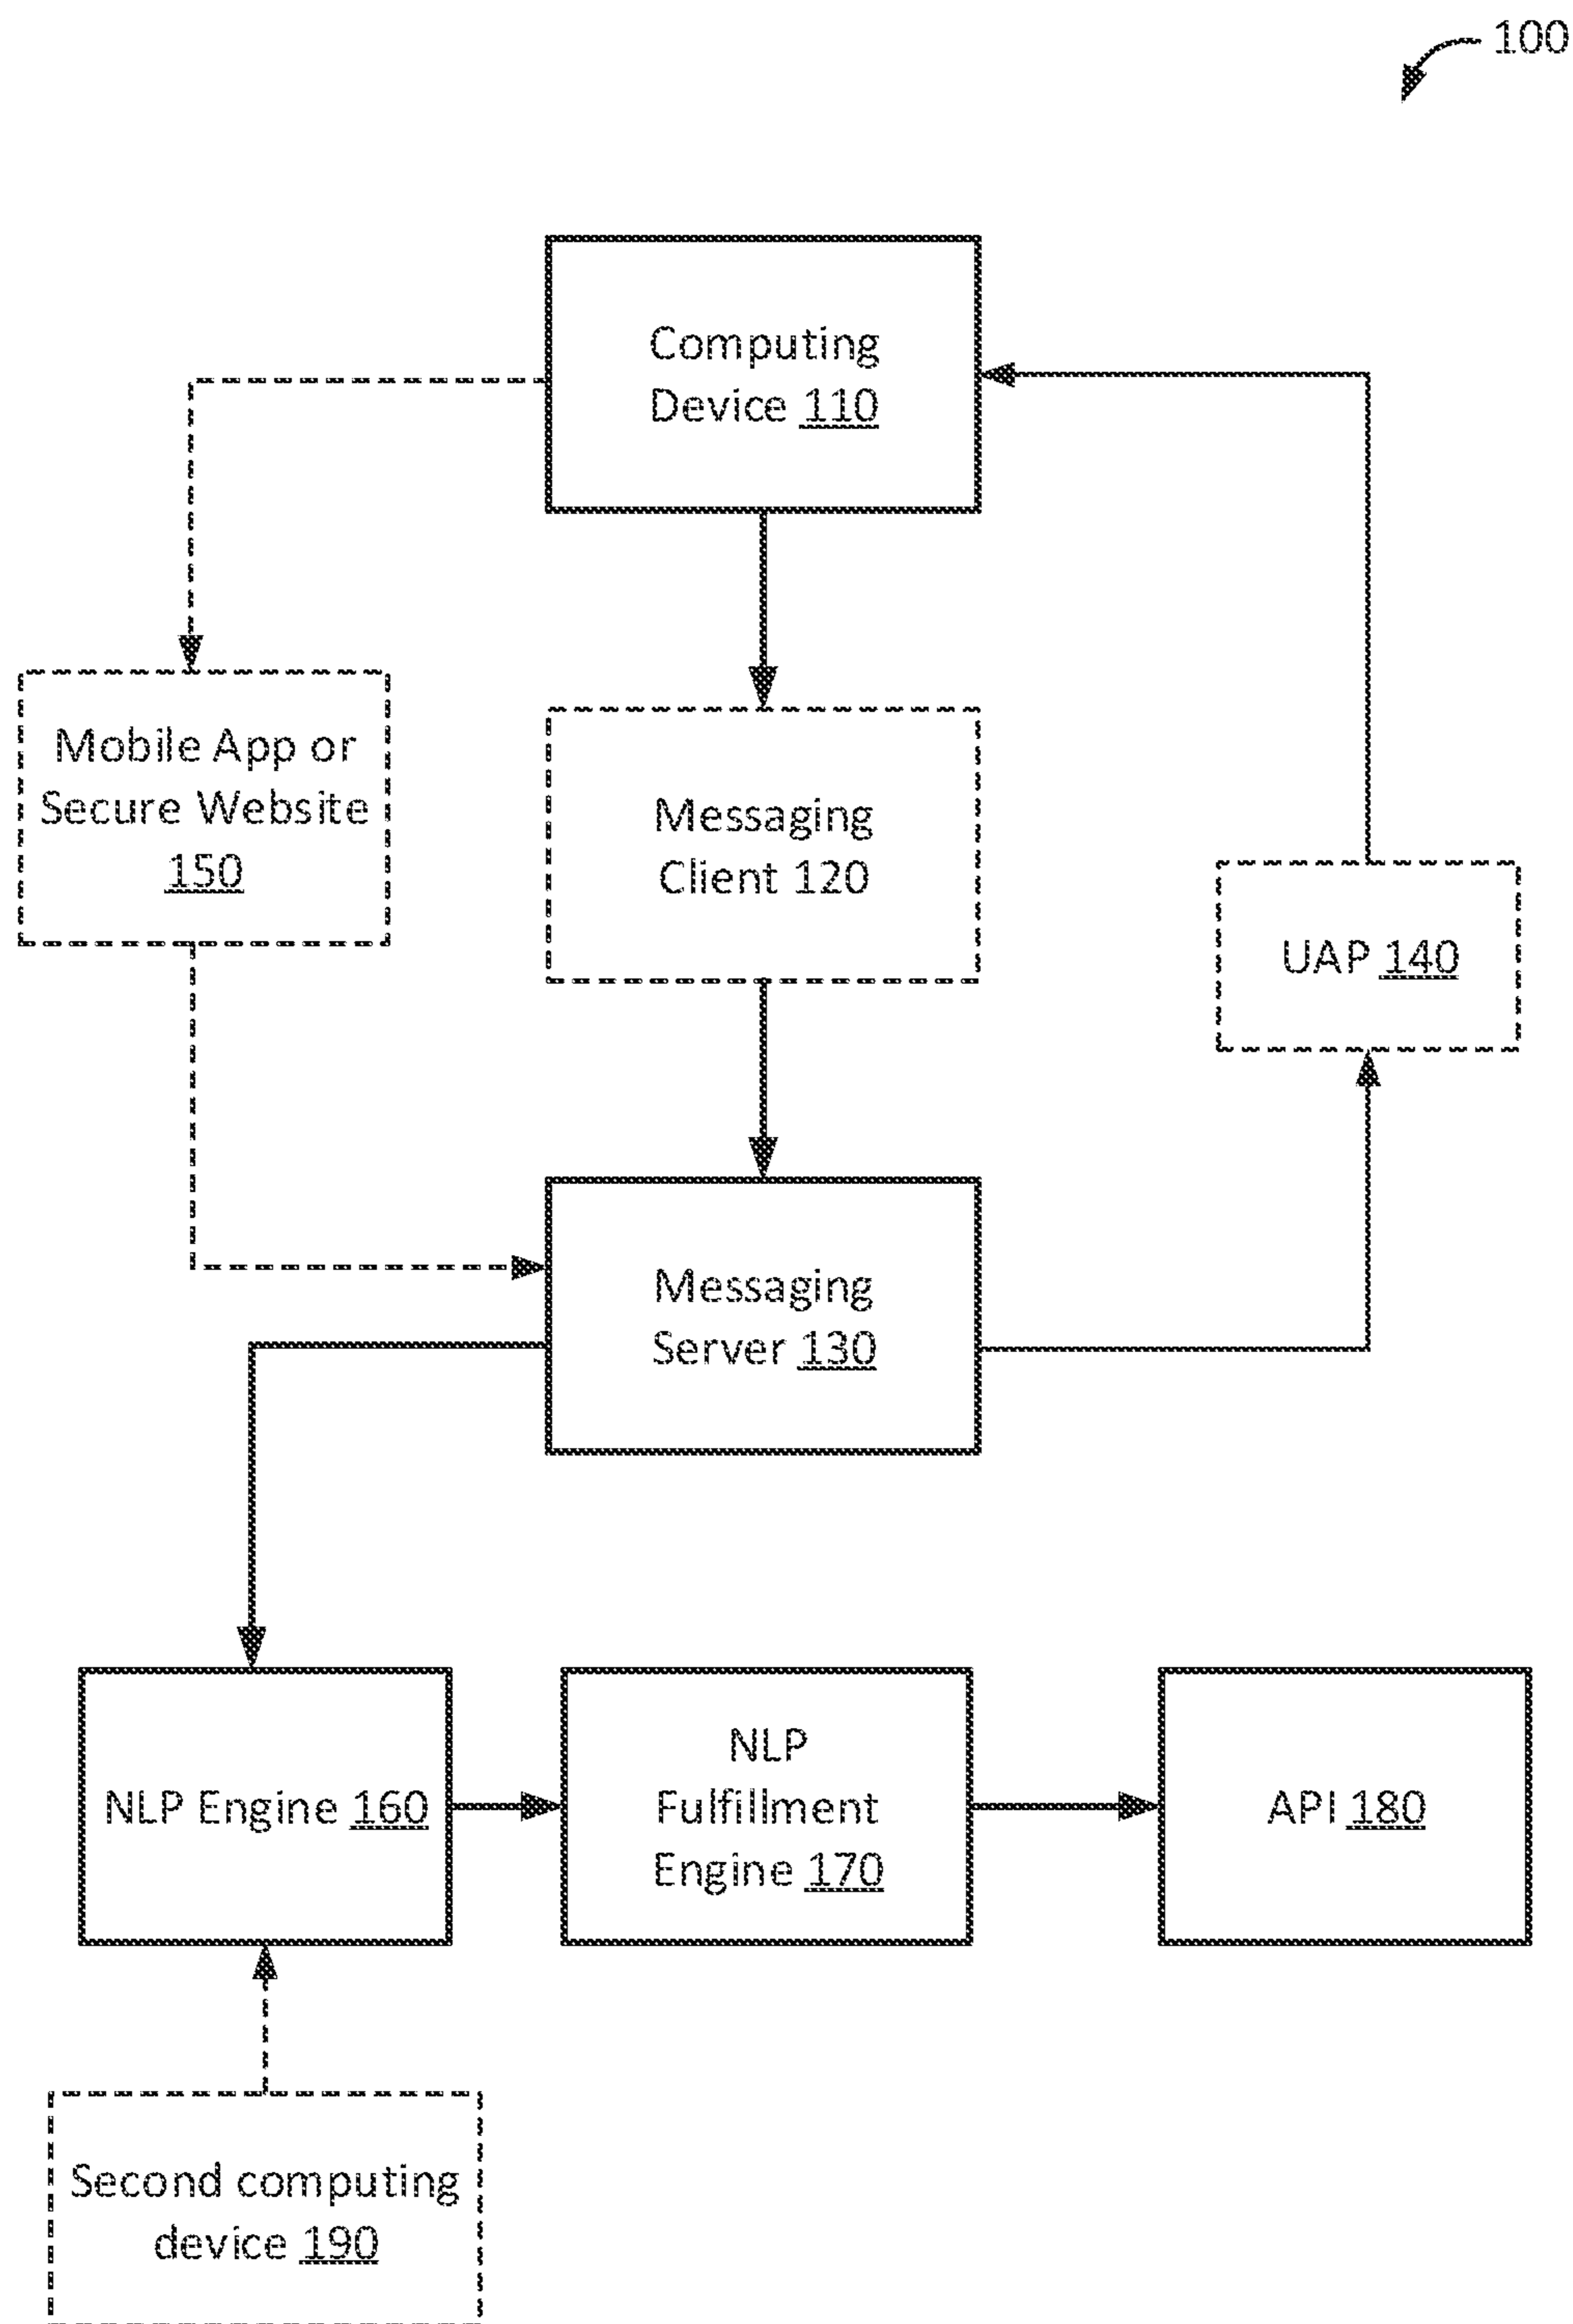 100
Computing
Device 110
Mobile App or
Secure Website
150
Messaging
Client 120
UAP 140
Messaging
Server 130
NLP Engine 160
NLP
Fulfillment
Engine 170
API 180
Second computing
device 190